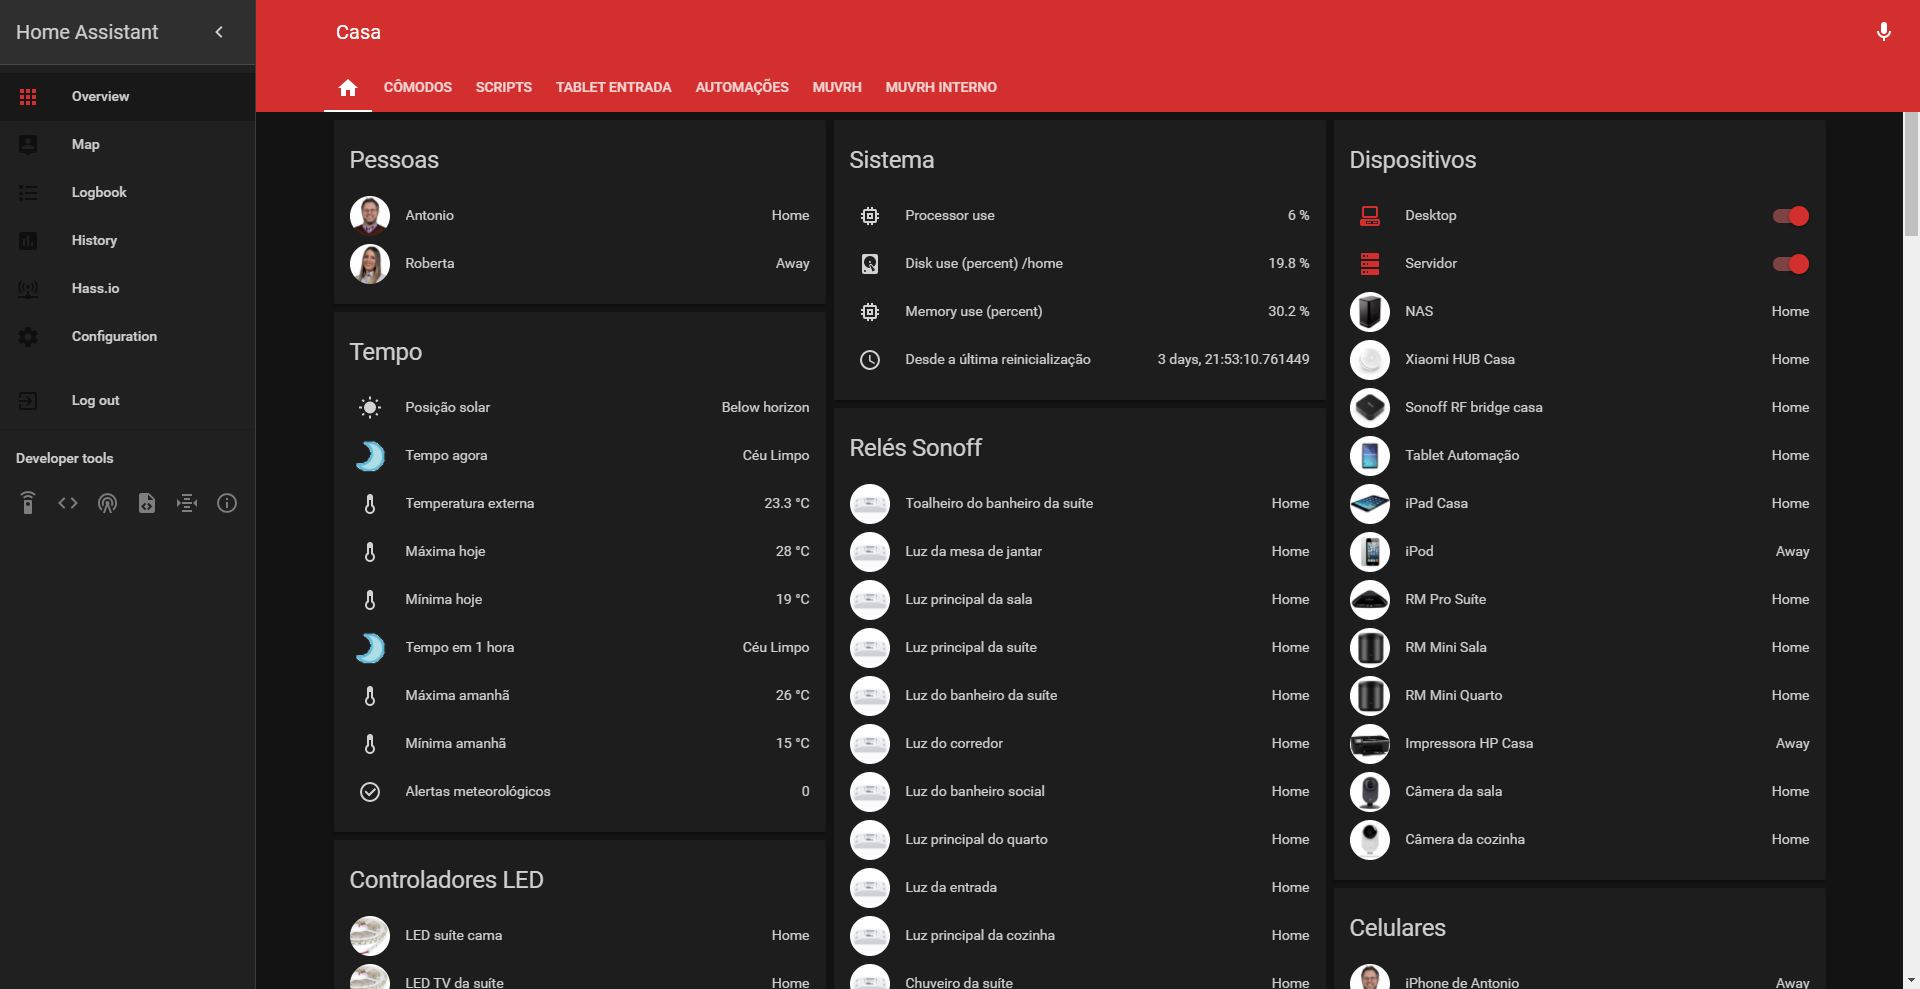 Home Assistant
Overview
Map
Logbook
History
Hass.io
Configuration
Log out
Developer tools
Casa
CÔMODOS SCRIPTS TABLET ENTRADA AUTOMAÇÕES MUVRH MUVRH INTERNO
Pessoas
Antonio Home
Roberta Away
Tempo
Posição solar Below horizon
Tempo agora Céu Limpo
Temperatura externa 23.3 °C
Máxima hoje 28 °C
Mínima hoje 19 °C
Tempo em 1 hora Céu Limpo
Máxima amanhã 26 °C
Mínima amanhã 15 °C
Alertas meteorológicos 0
Controladores LED
LED suíte cama Home
LED TV da suíte Home
Sistema
Processor use 6 %
Disk use (percent) /home 19.8 %
Memory use (percent) 30.2 %
Desde a última reinicialização 3 days, 21:53:10.761449
Relés Sonoff
Toalheiro do banheiro da suíte Home
Luz da mesa de jantar Home
Luz principal da sala Home
Luz principal da suíte Home
Luz do banheiro da suíte Home
Luz do corredor Home
Luz do banheiro social Home
Luz principal do quarto Home
Luz da entrada Home
Luz principal da cozinha Home
Chuveiro da suíte Home
Dispositivos
Desktop
Servidor
NAS Home
Xiaomi HUB Casa Home
Sonoff RF bridge casa Home
Tablet Automação Home
iPad Casa Home
iPod Away
RM Pro Suíte Home
RM Mini Sala Home
RM Mini Quarto Home
Impressora HP Casa Away
Câmera da sala Home
Câmera da cozinha Home
Celulares
iPhone de Antonio Away